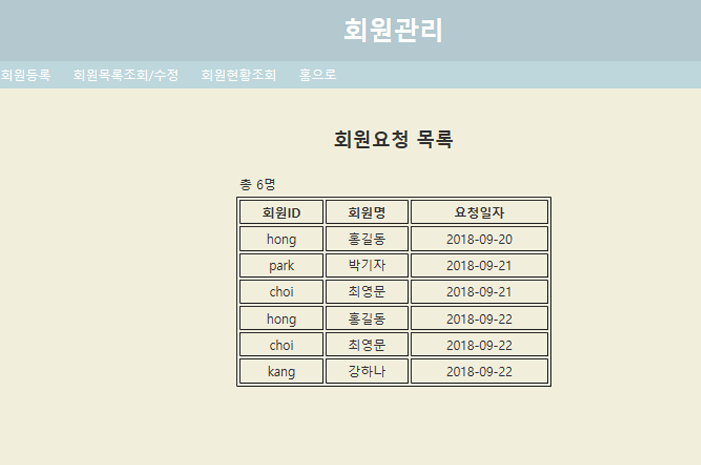 회원관리
회원등록 회원목록조회/수정 회원현황조회 홈으로
회원요청 목록
총 6명
회원ID 회원명 요청일자
hong 홍길동 2018-09-20
park 박기자 2018-09-21
choi 최영문 2018-09-21
hong 홍길동 2018-09-22
choi 최영문 2018-09-22
kang 강하나 2018-09-22